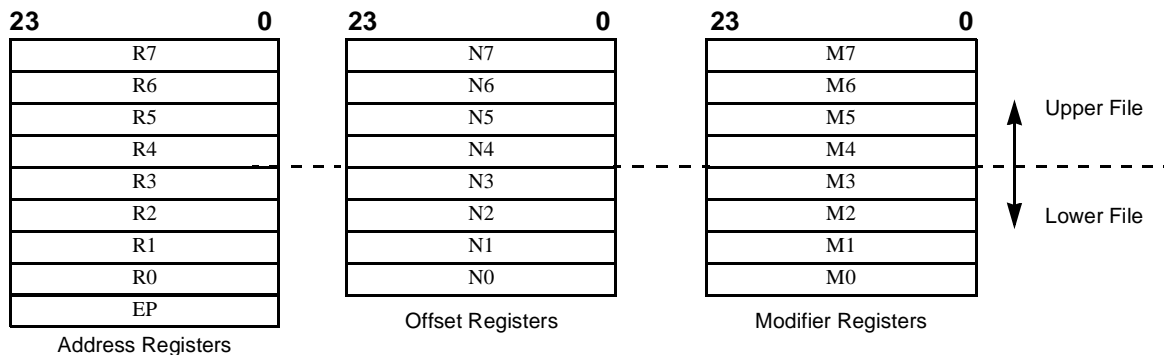 23 0 23 0 23 0
R7 N7 M7
R6 N6 M6
R5 N5 M5
R4 N4 M4
R3 N3 M3
R2 N2 M2
R1 N1 M1
R0 N0 M0
EP
Upper File
Lower File
Address Registers
Offset Registers
Modifier Registers